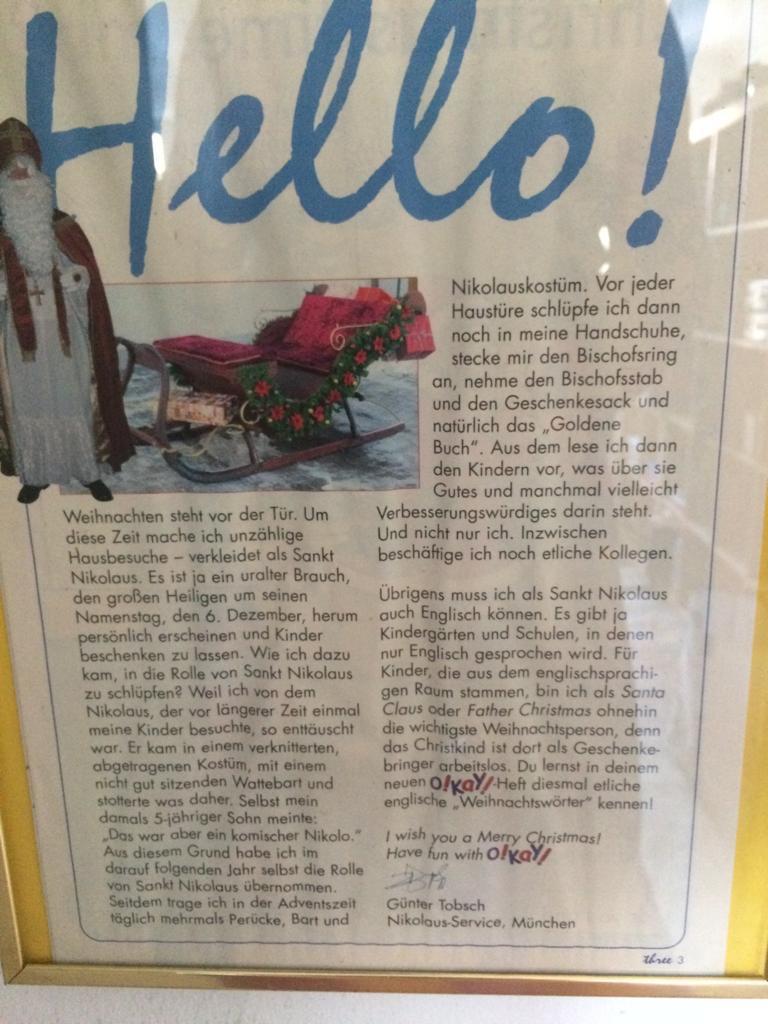 Hello!
Weihnachten steht vor der Tür. Um
diese Zeit mache ich unzählige
Hausbesuche – verkleidet als Sankt
Nikolaus. Es ist ja ein uralter Brauch,
den großen Heiligen um seinen
Namenstag, den 6. Dezember, herum
persönlich erscheinen und Kinder
beschenken zu lassen. Wie ich dazu
kam, in die Rolle von Sankt Nikolaus
zu schlüpfen? Weil ich von dem
Nikolaus, der vor längerer Zeit einmal
meine Kinder besuchte, so enttäuscht
war. Er kam in einem verknitterten,
abgetragenen Kostüm, mit einem
nicht gut sitzenden Wattebart und
stotterte was daher. Selbst mein
damals 5-jähriger Sohn meinte:
„Das war aber ein komischer Nikolo.“
Aus diesem Grund habe ich im
darauf folgenden Jahr selbst die Rolle
von Sankt Nikolaus übernommen.
Seitdem trage ich in der Adventszeit
täglich mehrmals Perücke, Bart und
Nikolauskostüm. Vor jeder
Haustüre schlüpfe ich dann
noch in meine Handschuhe,
stecke mir den Bischofsring
an, nehme den Bischofsstab
und den Geschenkesack und
natürlich das „Goldene
Buch“. Aus dem lese ich dann
den Kindern vor, was über sie
Gutes und manchmal vielleicht
Verbesserungswürdiges darin steht.
Und nicht nur ich. Inzwischen
beschäftige ich noch etliche Kollegen.
Übrigens muss ich als Sankt Nikolaus
auch Englisch können. Es gibt ja
Kindergärten und Schulen, in denen
nur Englisch gesprochen wird. Für
Kinder, die aus dem englischsprachi-
gen Raum stammen, bin ich als Santa
Claus oder Father Christmas ohnehin
die wichtigste Weihnachtsperson, denn
das Christkind ist dort als Geschenke-
bringer arbeitslos. Du lernst in deinem
neuen O!KAY!-Heft diesmal etliche
englische „Weihnachtswörter“ kennen!
I wish you a Merry Christmas!
Have fun with O!KAY!
Günter Tobsch
Nikolaus-Service, München
three 3